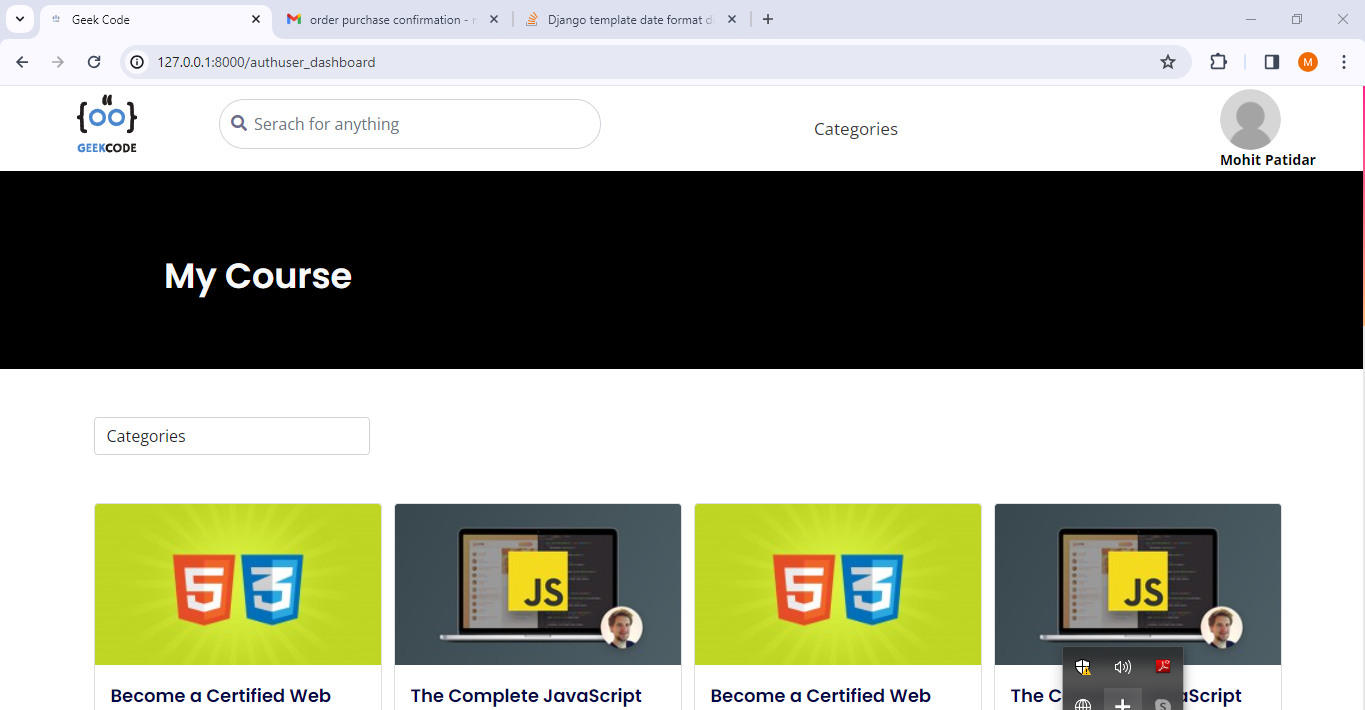 Geek Code
order purchase confirmation -
Django template date format d
127.0.0.1:8000/authuser_dashboard
M
GEEKCODE
Serach for anything
Categories
Mohit Patidar
My Course
Categories
5
3
JS
5
3
JS
Become a Certified Web
The Complete JavaScript
Become a Certified Web
The C
aScript
S